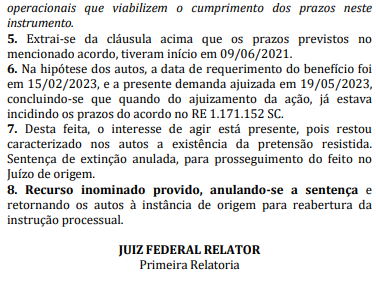 operacionais que viabilizem o cumprimento dos prazos neste
instrumento.
5. Extrai-se da cláusula acima que os prazos previstos no
mencionado acordo, tiveram início em 09/06/2021.
6. Na hipótese dos autos, a data de requerimento do benefício foi
em 15/02/2023, e a presente demanda ajuizada em 19/05/2023,
concluindo-se que quando do ajuizamento da ação, já estava
incidindo os prazos do acordo no RE 1.171.152 SC.
7. Desta feita, o interesse de agir está presente, pois restou
caracterizado nos autos a existência da pretensão resistida.
Sentença de extinção anulada, para prosseguimento do feito no
Juízo de origem.
8. Recurso inominado provido, anulando-se a sentença e
retornando os autos à instância de origem para reabertura da
instrução processual.
JUIZ FEDERAL RELATOR
Primeira Relatoria